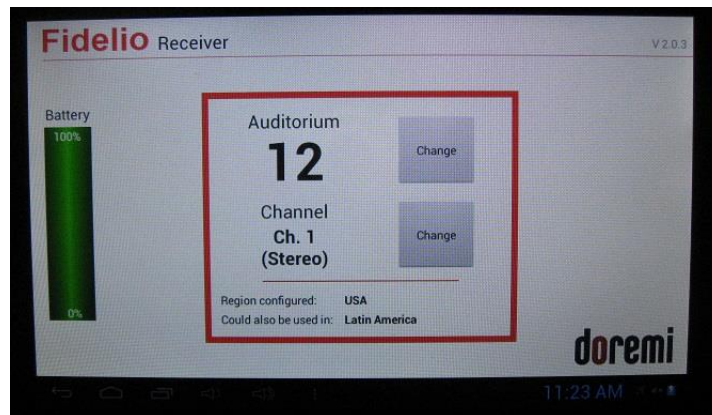 Fidelio Receiver
V 2.0.3
Battery
100%
0%
Auditorium
12
Change
Channel
Ch. 1
(Stereo)
Change
Region configured: USA
Could also be used in: Latin America
doremi
11:23 AM